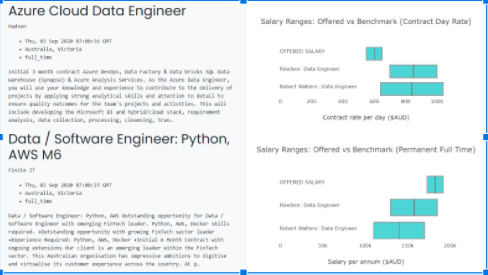 Azure Cloud Data Engineer
Hudson
Thu, 03 Sep 2020 07:00:36 GMT
Australia, Victoria
full_time
Initial 3 month contract Azure DevOps, Data Factory & Data Bricks SQL Data
Warehouse (Synapse) & Azure Analysis Services. As the Azure Data Engineer,
you will use your knowledge and experience to contribute to the delivery of
projects by applying strong analytical skills and attention to detail to
ensure quality outcomes for the team's projects and activities. This will
include developing the Microsoft BI and hybrid/cloud stack, requirement
analysis, data collection, processing, cleansing, tran…
Data / Software Engineer: Python,
AWS M6
Finite IT
Thu, 03 Sep 2020 07:00:35 GMT
Australia, Victoria
full_time
Data / Software Engineer: Python, AWS Outstanding opportunity for Data /
Software Engineer with emerging FinTech leader. Python, AWS, Docker skills
required. •Outstanding opportunity with growing FinTech sector leader
•Experience Required: Python, AWS, Docker •Initial 6 Month Contract with
ongoing extensions Our client is an emerging leader within the FinTech
sector. This Australian organisation has impressive ambitions to digitise
and virtualise its customer experience across the country. At p…
Salary Ranges: Offered vs Benchmark (Contract Day Rate)
OFFERED SALARY
Rowben: Data Engineer
Robert Walters: Data Engineer
0 200 400 600 800 1000
Contract rate per day ($AUD)
Salary Ranges: Offered vs Benchmark (Permanent Full Time)
OFFERED SALARY
Rowben: Data Engineer
Robert Walters: Data Engineer
0 50k 100k 150k 200k
Salary per annum ($AUD)